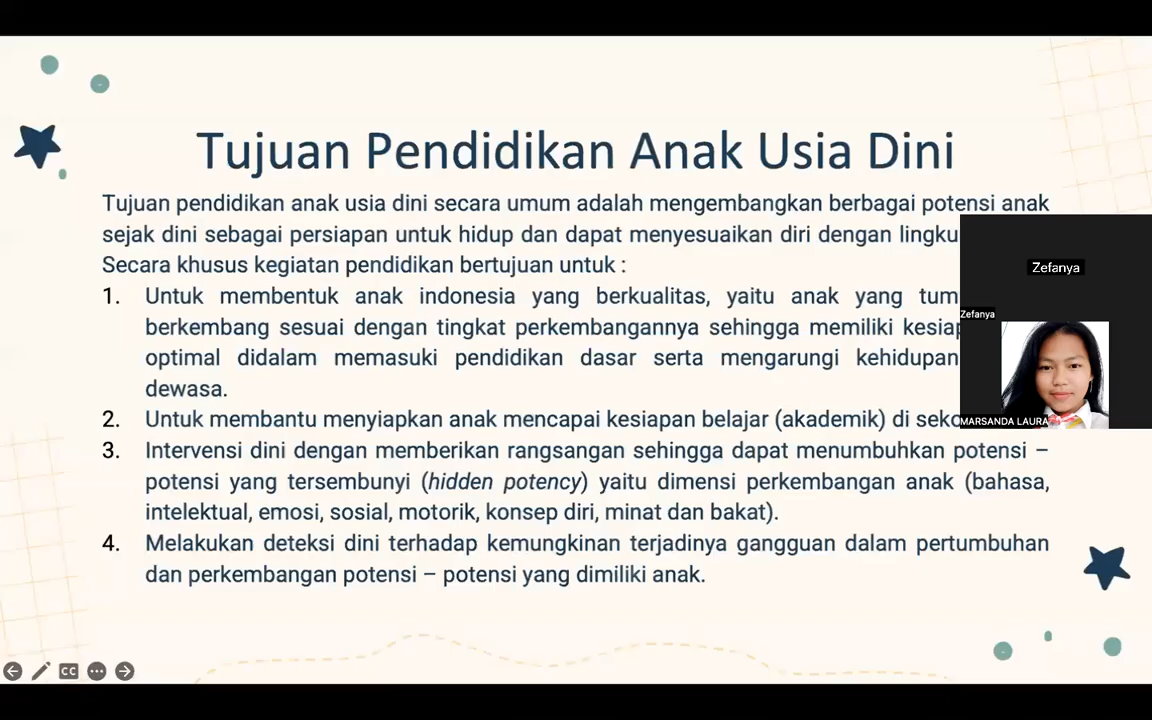 Tujuan Pendidikan Anak Usia Dini
Tujuan pendidikan anak usia dini secara umum adalah mengembangkan berbagai potensi anak
sejak dini sebagai persiapan untuk hidup dan dapat menyesuaikan diri dengan
Secara khusus kegiatan pendidikan bertujuan untuk :
1. Untuk membentuk anak indonesia yang berkualitas, yaitu anak yang
berkembang sesuai dengan tingkat perkembangannya sehingga memiliki
optimal didalam memasuki pendidikan dasar serta mengarungi kehidupan
dewasa.
2. Untuk membantu menyiapkan anak mencapai kesiapan belajar (akademik) di
3. Intervensi dini dengan memberikan rangsangan sehingga dapat menumbuhkan potensi –
potensi yang tersembunyi (hidden potency) yaitu dimensi perkembangan anak (bahasa,
intelektual, emosi, sosial, motorik, konsep diri, minat dan bakat).
4. Melakukan deteksi dini terhadap kemungkinan terjadinya gangguan dalam pertumbuhan
dan perkembangan potensi – potensi yang dimiliki anak.
Zefanya
Zefanya
MARSANDA LAURA
CC